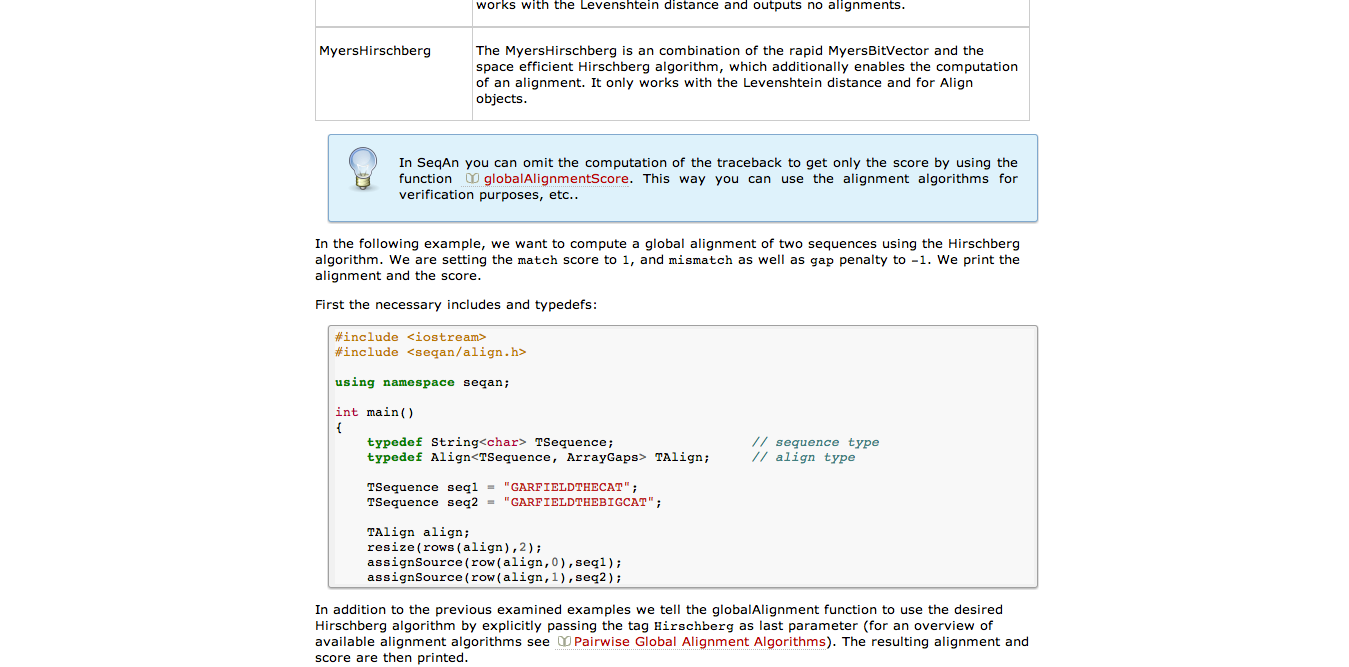 works with the Levenshtein distance and outputs no alignments.
MyersHirschberg
The MyersHirschberg is an combination of the rapid MyersBitVector and the
space efficient Hirschberg algorithm, which additionally enables the computation
of an alignment. It only works with the Levenshtein distance and for Align
objects.
In SeqAn you can omit the computation of the traceback to get only the score by using the
function globalAlignmentScore. This way you can use the alignment algorithms for
verification purposes, etc..
In the following example, we want to compute a global alignment of two sequences using the Hirschberg
algorithm. We are setting the match score to 1, and mismatch as well as gap penalty to -1. We print the
alignment and the score.
First the necessary includes and typedefs:
#include <iostream>
#include <seqan/align.h>
using namespace seqan;
int main()
{
typedef String<char> TSequence; // sequence type
typedef Align<TSequence, ArrayGaps> TAlign; // align type
TSequence seq1 = "GARFIELDTHECAT";
TSequence seq2 = "GARFIELDTHEBIGCAT";
TAlign align;
resize(rows(align),2);
assignSource(row(align,0),seq1);
assignSource(row(align,1),seq2);
In addition to the previous examined examples we tell the globalAlignment function to use the desired
Hirschberg algorithm by explicitly passing the tag Hirschberg as last parameter (for an overview of
available alignment algorithms see Pairwise Global Alignment Algorithms). The resulting alignment and
score are then printed.